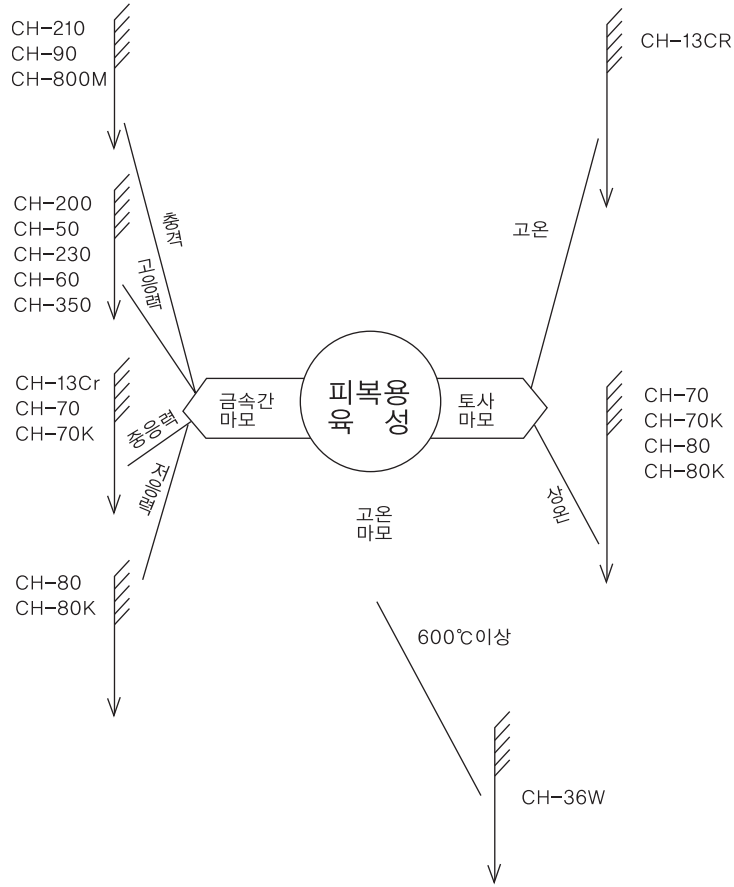 CH-210
CH-90
CH-800M
충격
CH-200
CH-50
CH-230
CH-60
CH-350
고응력
CH-13Cr
CH-70
CH-70K
중응력
CH-80
CH-80K
저응력
금속간
마모
피복용
육 성
토사
마모
고온
CH-13CR
상온
CH-70
CH-70K
CH-80
CH-80K
고온
마모
600℃이상
CH-36W